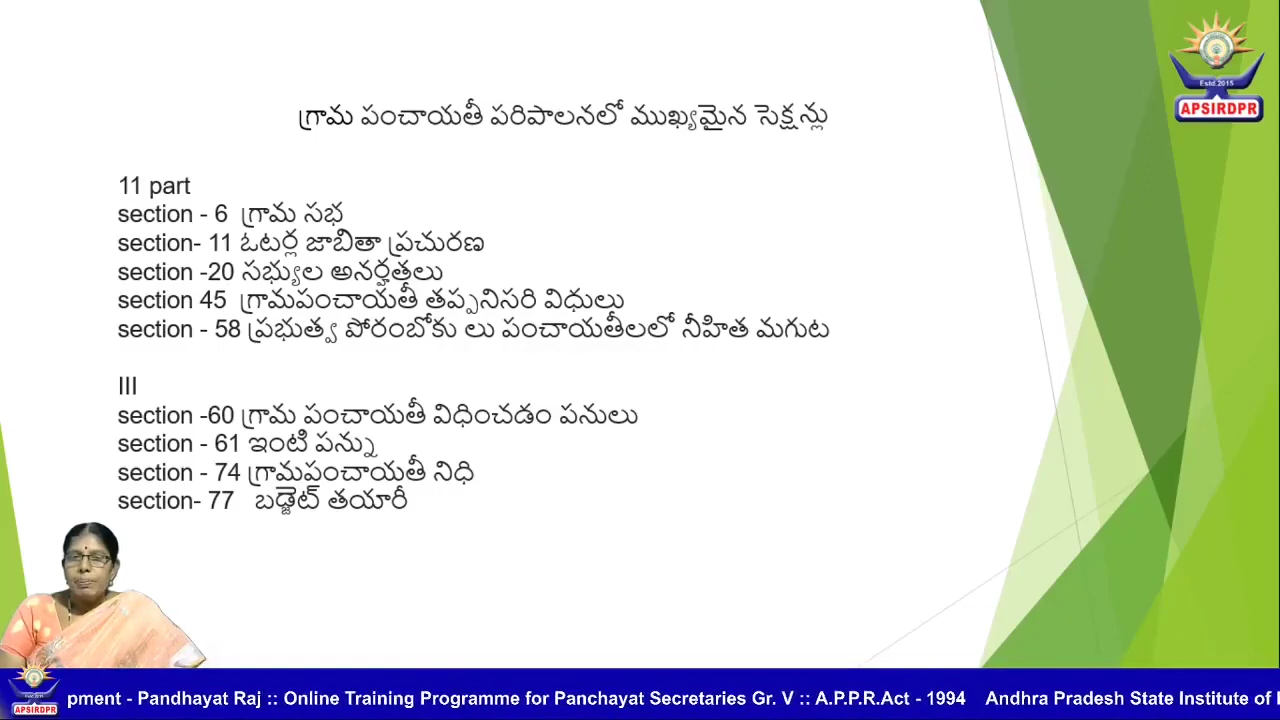 గ్రామ పంచాయతీ పరిపాలనలో ముఖ్యమైన సెక్షన్లు
11 part
section - 6 గ్రామ సభ
section- 11 ఓటర్ల జాబితా ప్రచురణ
section -20 సభ్యుల అనర్హతలు
section 45 గ్రామపంచాయతీ తప్పనిసరి విధులు
section - 58 ప్రభుత్వ పోరంబోకు లు పంచాయతీలలో నీహిత మగుట
III
section -60 గ్రామ పంచాయతీ విధించడం పనులు
section - 61 ఇంటి పన్ను
section - 74 గ్రామపంచాయతీ నిధి
section- 77 బడ్జెట్ తయారీ
Estd.2015
APSIRDPR
APSIRDPR
pment - Pandhayat Raj :: Online Training Programme for Panchayat Secretaries Gr. V :: A.P.P.R.Act - 1994 Andhra Pradesh State Institute of